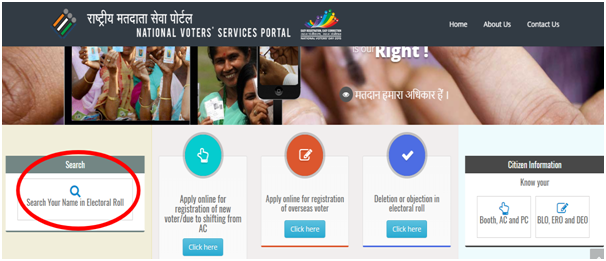 राष्ट्रीय मतदाता सेवा पोर्टल
NATIONAL VOTERS' SERVICES PORTAL
Home About Us Contact Us
is Our Right !
मतदान हमारा अधिकार हैं ।
Search
Search Your Name in Electoral Roll
Apply online for
registration of new
voter/due to shifting from
AC
Click here
Apply online for registration
of overseas voter
Click here
Deletion or objection in
electoral roll
Click here
Citizen Information
Know your
Booth, AC and PC
BLO, ERO and DEO